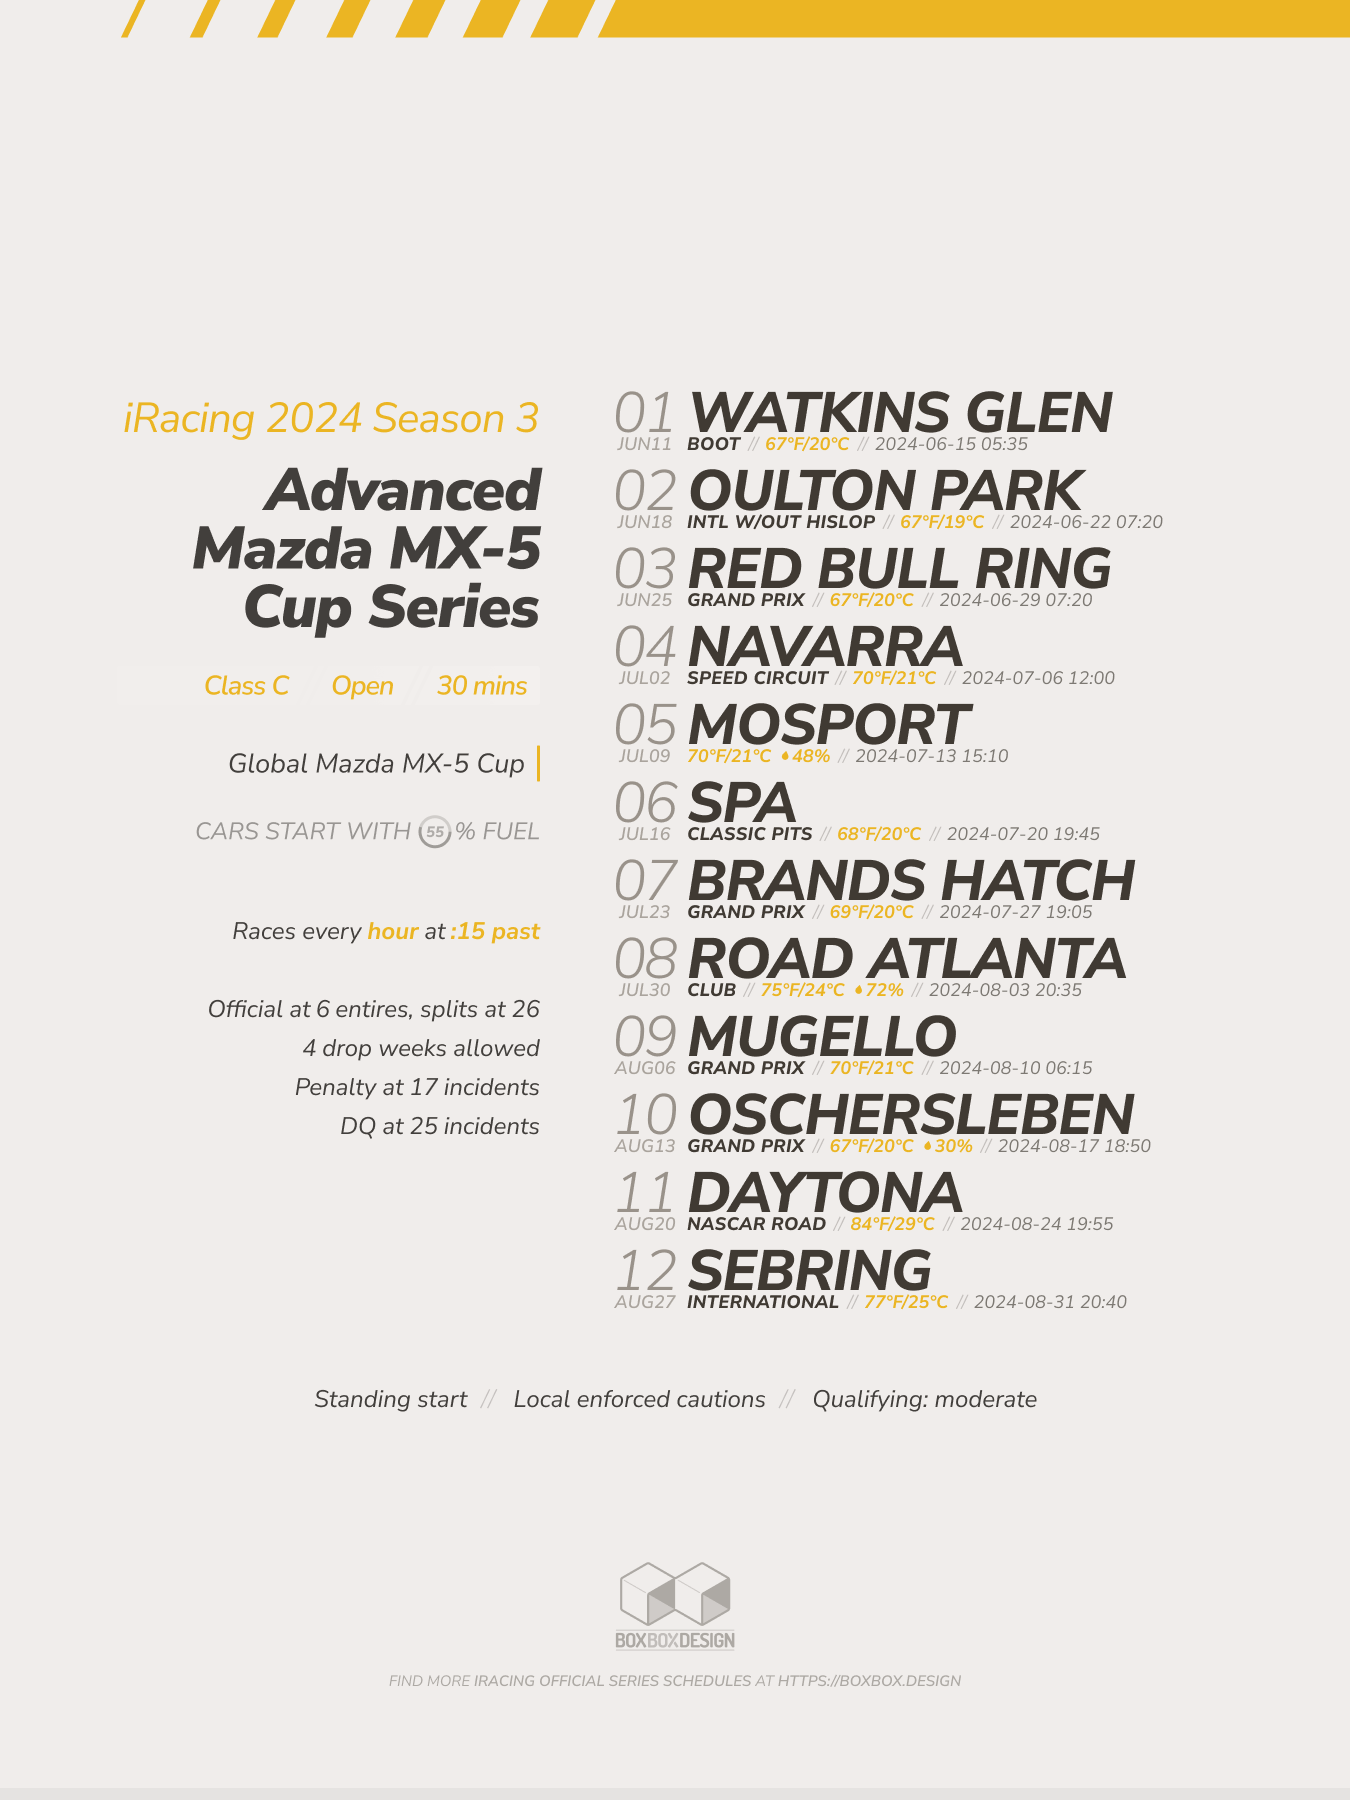 iRacing 2024 Season 3
Advanced
Mazda MX-5
Cup Series
Class C Open // 30 mins
Global Mazda MX-5 Cup
CARS START WITH 55 % FUEL
Races every hour at :15 past
Official at 6 entires, splits at 26
4 drop weeks allowed
Penalty at 17 incidents
DQ at 25 incidents
01 WATKINS GLEN
JUN11 BOOT // 67°F/20°C // 2024-06-15 05:35
02 OULTON PARK
JUN18 INTL W/OUT HISLOP // 67°F/19°C // 2024-06-22 07:20
03 RED BULL RING
JUN25 GRAND PRIX // 67°F/20°C // 2024-06-29 07:20
04 NAVARRA
JUL02 SPEED CIRCUIT // 70°F/21°C // 2024-07-06 12:00
05 MOSPORT
JUL09 70°F/21°C 48% // 2024-07-13 15:10
06 SPA
JUL16 CLASSIC PITS // 68°F/20°C // 2024-07-20 19:45
07 BRANDS HATCH
JUL23 GRAND PRIX // 69°F/20°C // 2024-07-27 19:05
08 ROAD ATLANTA
JUL30 CLUB // 75°F/24°C 72% // 2024-08-03 20:35
09 MUGELLO
AUG06 GRAND PRIX // 70°F/21°C // 2024-08-10 06:15
10 OSCHERSLEBEN
AUG13 GRAND PRIX // 67°F/20°C 30% // 2024-08-17 18:50
11 DAYTONA
AUG20 NASCAR ROAD // 84°F/29°C // 2024-08-24 19:55
12 SEBRING
AUG27 INTERNATIONAL // 77°F/25°C // 2024-08-31 20:40
Standing start // Local enforced cautions // Qualifying: moderate
BOXBOXDESIGN
FIND MORE IRACING OFFICIAL SERIES SCHEDULES AT HTTPS://BOXBOX.DESIGN